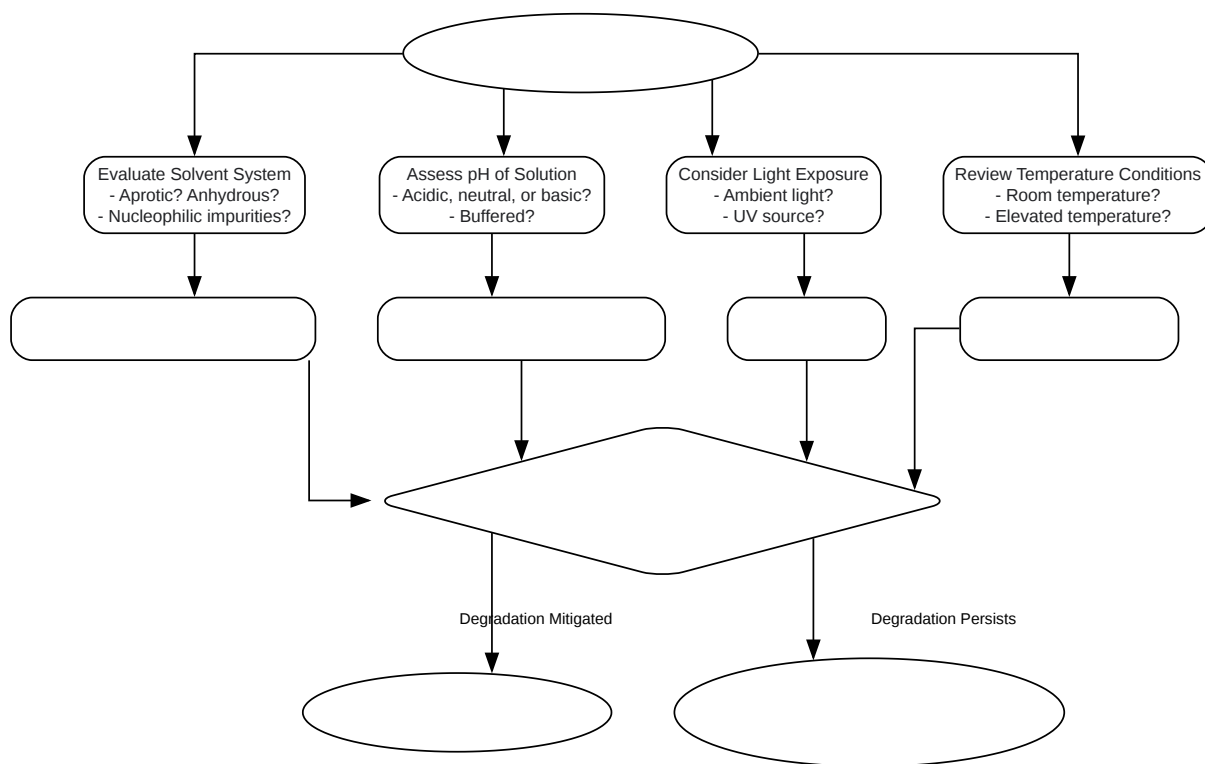 Evaluate Solvent System
- Aprotic? Anhydrous?
- Nucleophilic impurities?
Assess pH of Solution
- Acidic, neutral, or basic?
- Buffered?
Consider Light Exposure
- Ambient light?
- UV source?
Review Temperature Conditions
- Room temperature?
- Elevated temperature?
Degradation Mitigated
Degradation Persists